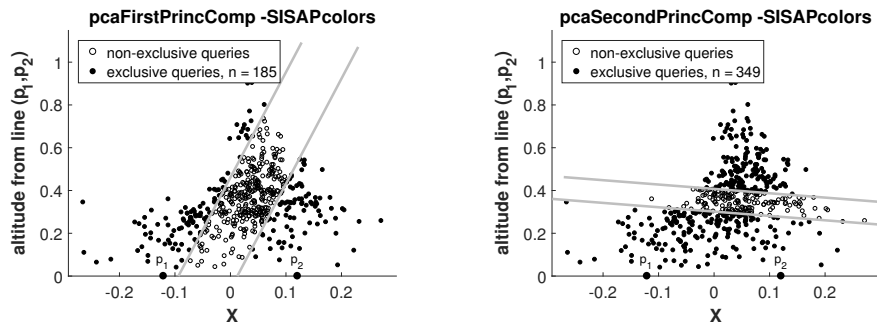 pcaFirstPrincComp -SISAPcolors
non-exclusive queries
exclusive queries, n = 185
altitude from line (p1,p2)
1
0.8
0.6
0.4
0.2
0
p1
p2
-0.2
-0.1
0
0.1
0.2
X
pcaSecondPrincComp -SISAPcolors
non-exclusive queries
exclusive queries, n = 349
altitude from line (p1,p2)
1
0.8
0.6
0.4
0.2
0
p1
p2
-0.2
-0.1
0
0.1
0.2
X